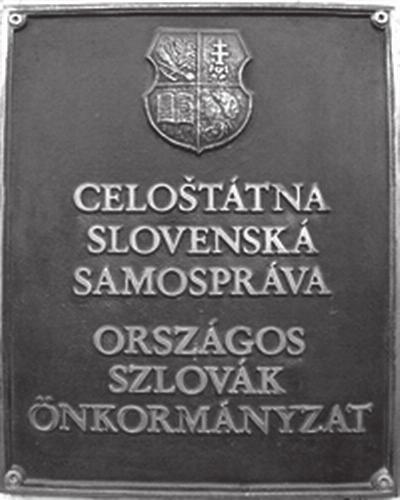 CELOŠTÁTNA
SLOVENSKÁ
SAMOSPRÁVA
ORSZÁGOS
SZLOVÁK
ÖNKORMÁNYZAT